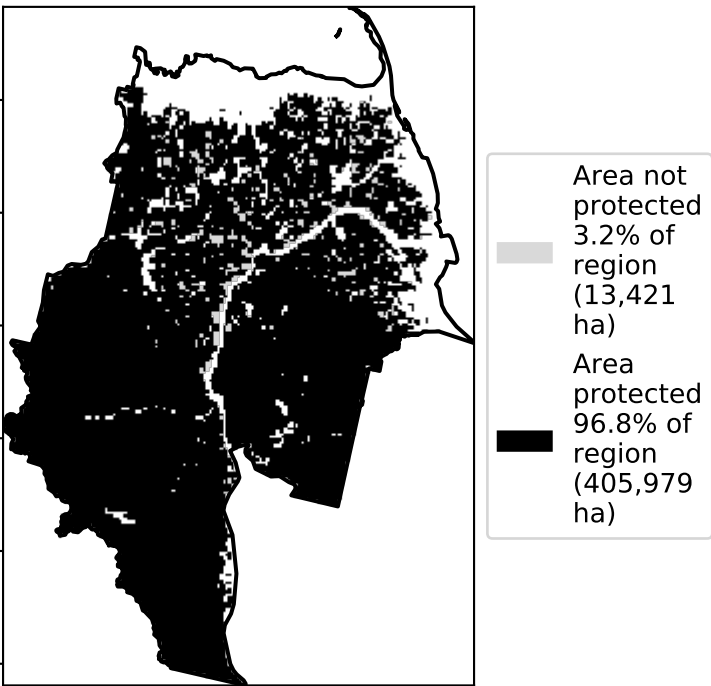 Area not
protected
3.2% of
region
(13,421
ha)
Area
protected
96.8% of
region
(405,979
ha)